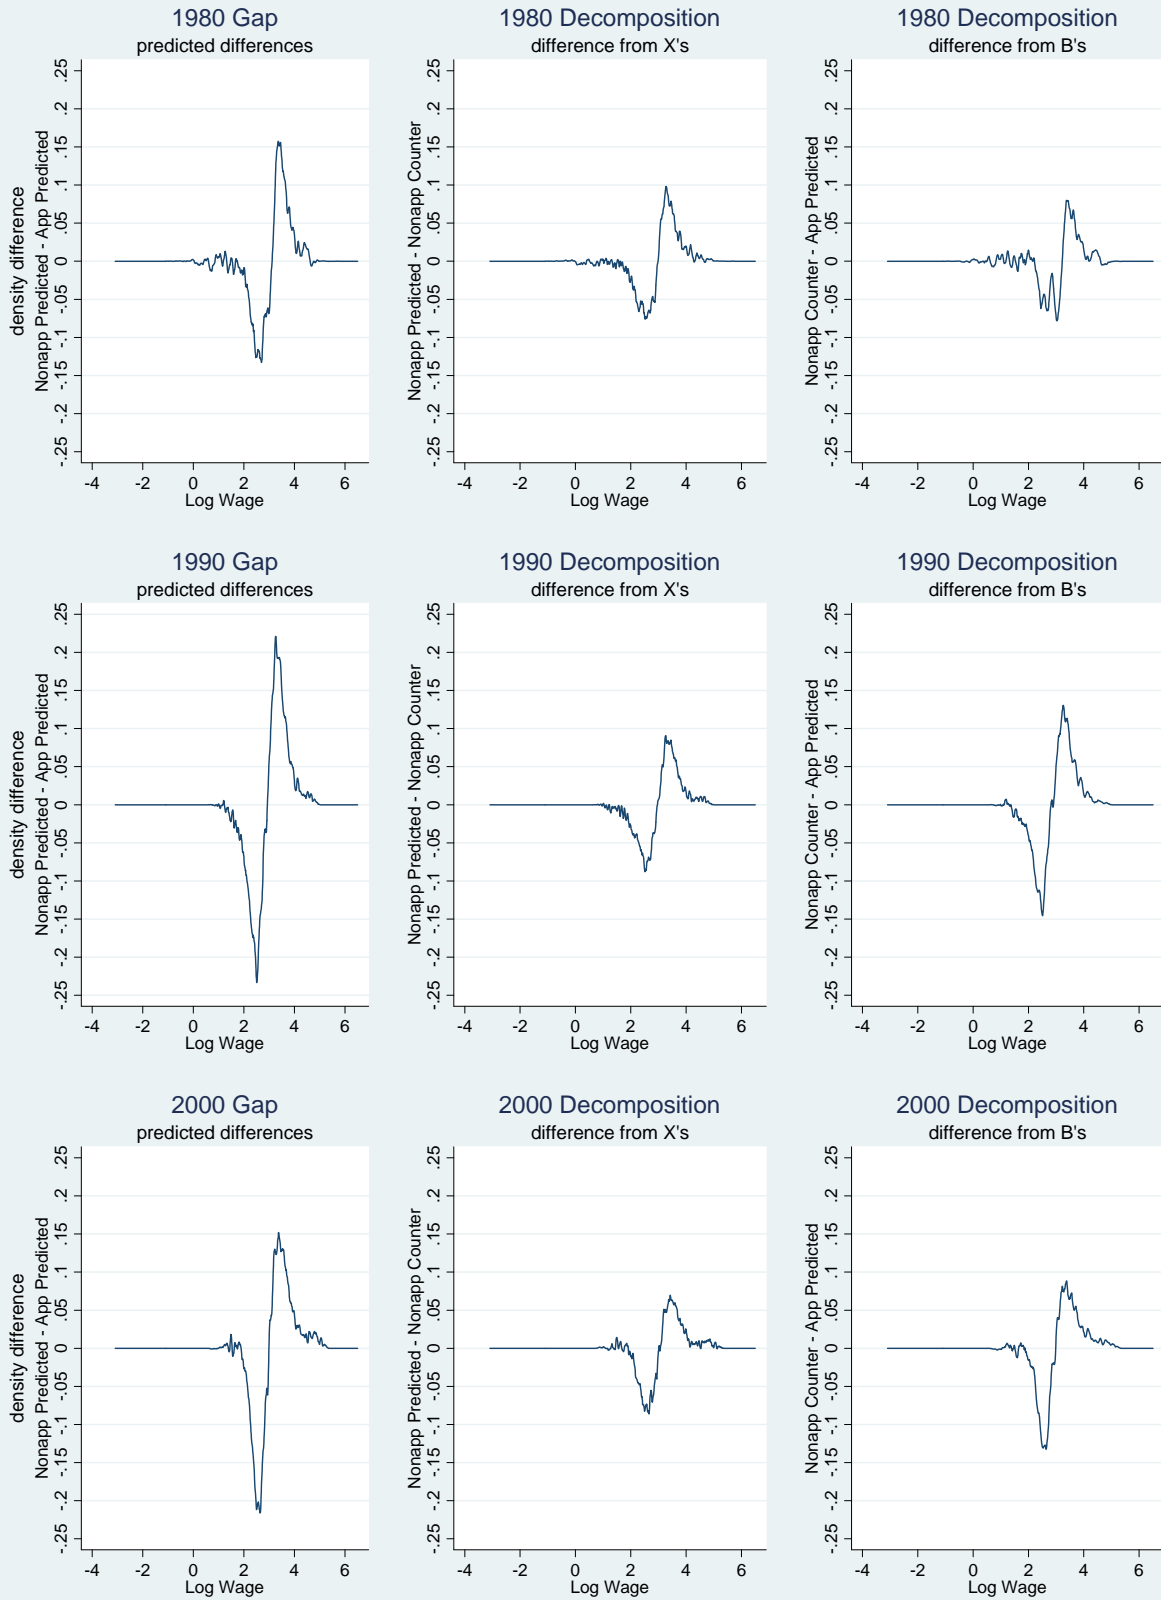 1980 Gap
predicted differences
density difference
Nonapp Predicted - App Predicted
.25
.2
.15
.1
.05
0
-.05
-.1
-.15
-.2
-.25
-4 -2 0 2 4 6
Log Wage
1980 Decomposition
difference from X's
Nonapp Predicted - Nonapp Counter
.25
.2
.15
.1
.05
0
-.05
-.1
-.15
-.2
-.25
-4 -2 0 2 4 6
Log Wage
1980 Decomposition
difference from B's
Nonapp Counter - App Predicted
.25
.2
.15
.1
.05
0
-.05
-.1
-.15
-.2
-.25
-4 -2 0 2 4 6
Log Wage
1990 Gap
predicted differences
density difference
Nonapp Predicted - App Predicted
.25
.2
.15
.1
.05
0
-.05
-.1
-.15
-.2
-.25
-4 -2 0 2 4 6
Log Wage
1990 Decomposition
difference from X's
Nonapp Predicted - Nonapp Counter
.25
.2
.15
.1
.05
0
-.05
-.1
-.15
-.2
-.25
-4 -2 0 2 4 6
Log Wage
1990 Decomposition
difference from B's
Nonapp Counter - App Predicted
.25
.2
.15
.1
.05
0
-.05
-.1
-.15
-.2
-.25
-4 -2 0 2 4 6
Log Wage
2000 Gap
predicted differences
density difference
Nonapp Predicted - App Predicted
.25
.2
.15
.1
.05
0
-.05
-.1
-.15
-.2
-.25
-4 -2 0 2 4 6
Log Wage
2000 Decomposition
difference from X's
Nonapp Predicted - Nonapp Counter
.25
.2
.15
.1
.05
0
-.05
-.1
-.15
-.2
-.25
-4 -2 0 2 4 6
Log Wage
2000 Decomposition
difference from B's
Nonapp Counter - App Predicted
.25
.2
.15
.1
.05
0
-.05
-.1
-.15
-.2
-.25
-4 -2 0 2 4 6
Log Wage